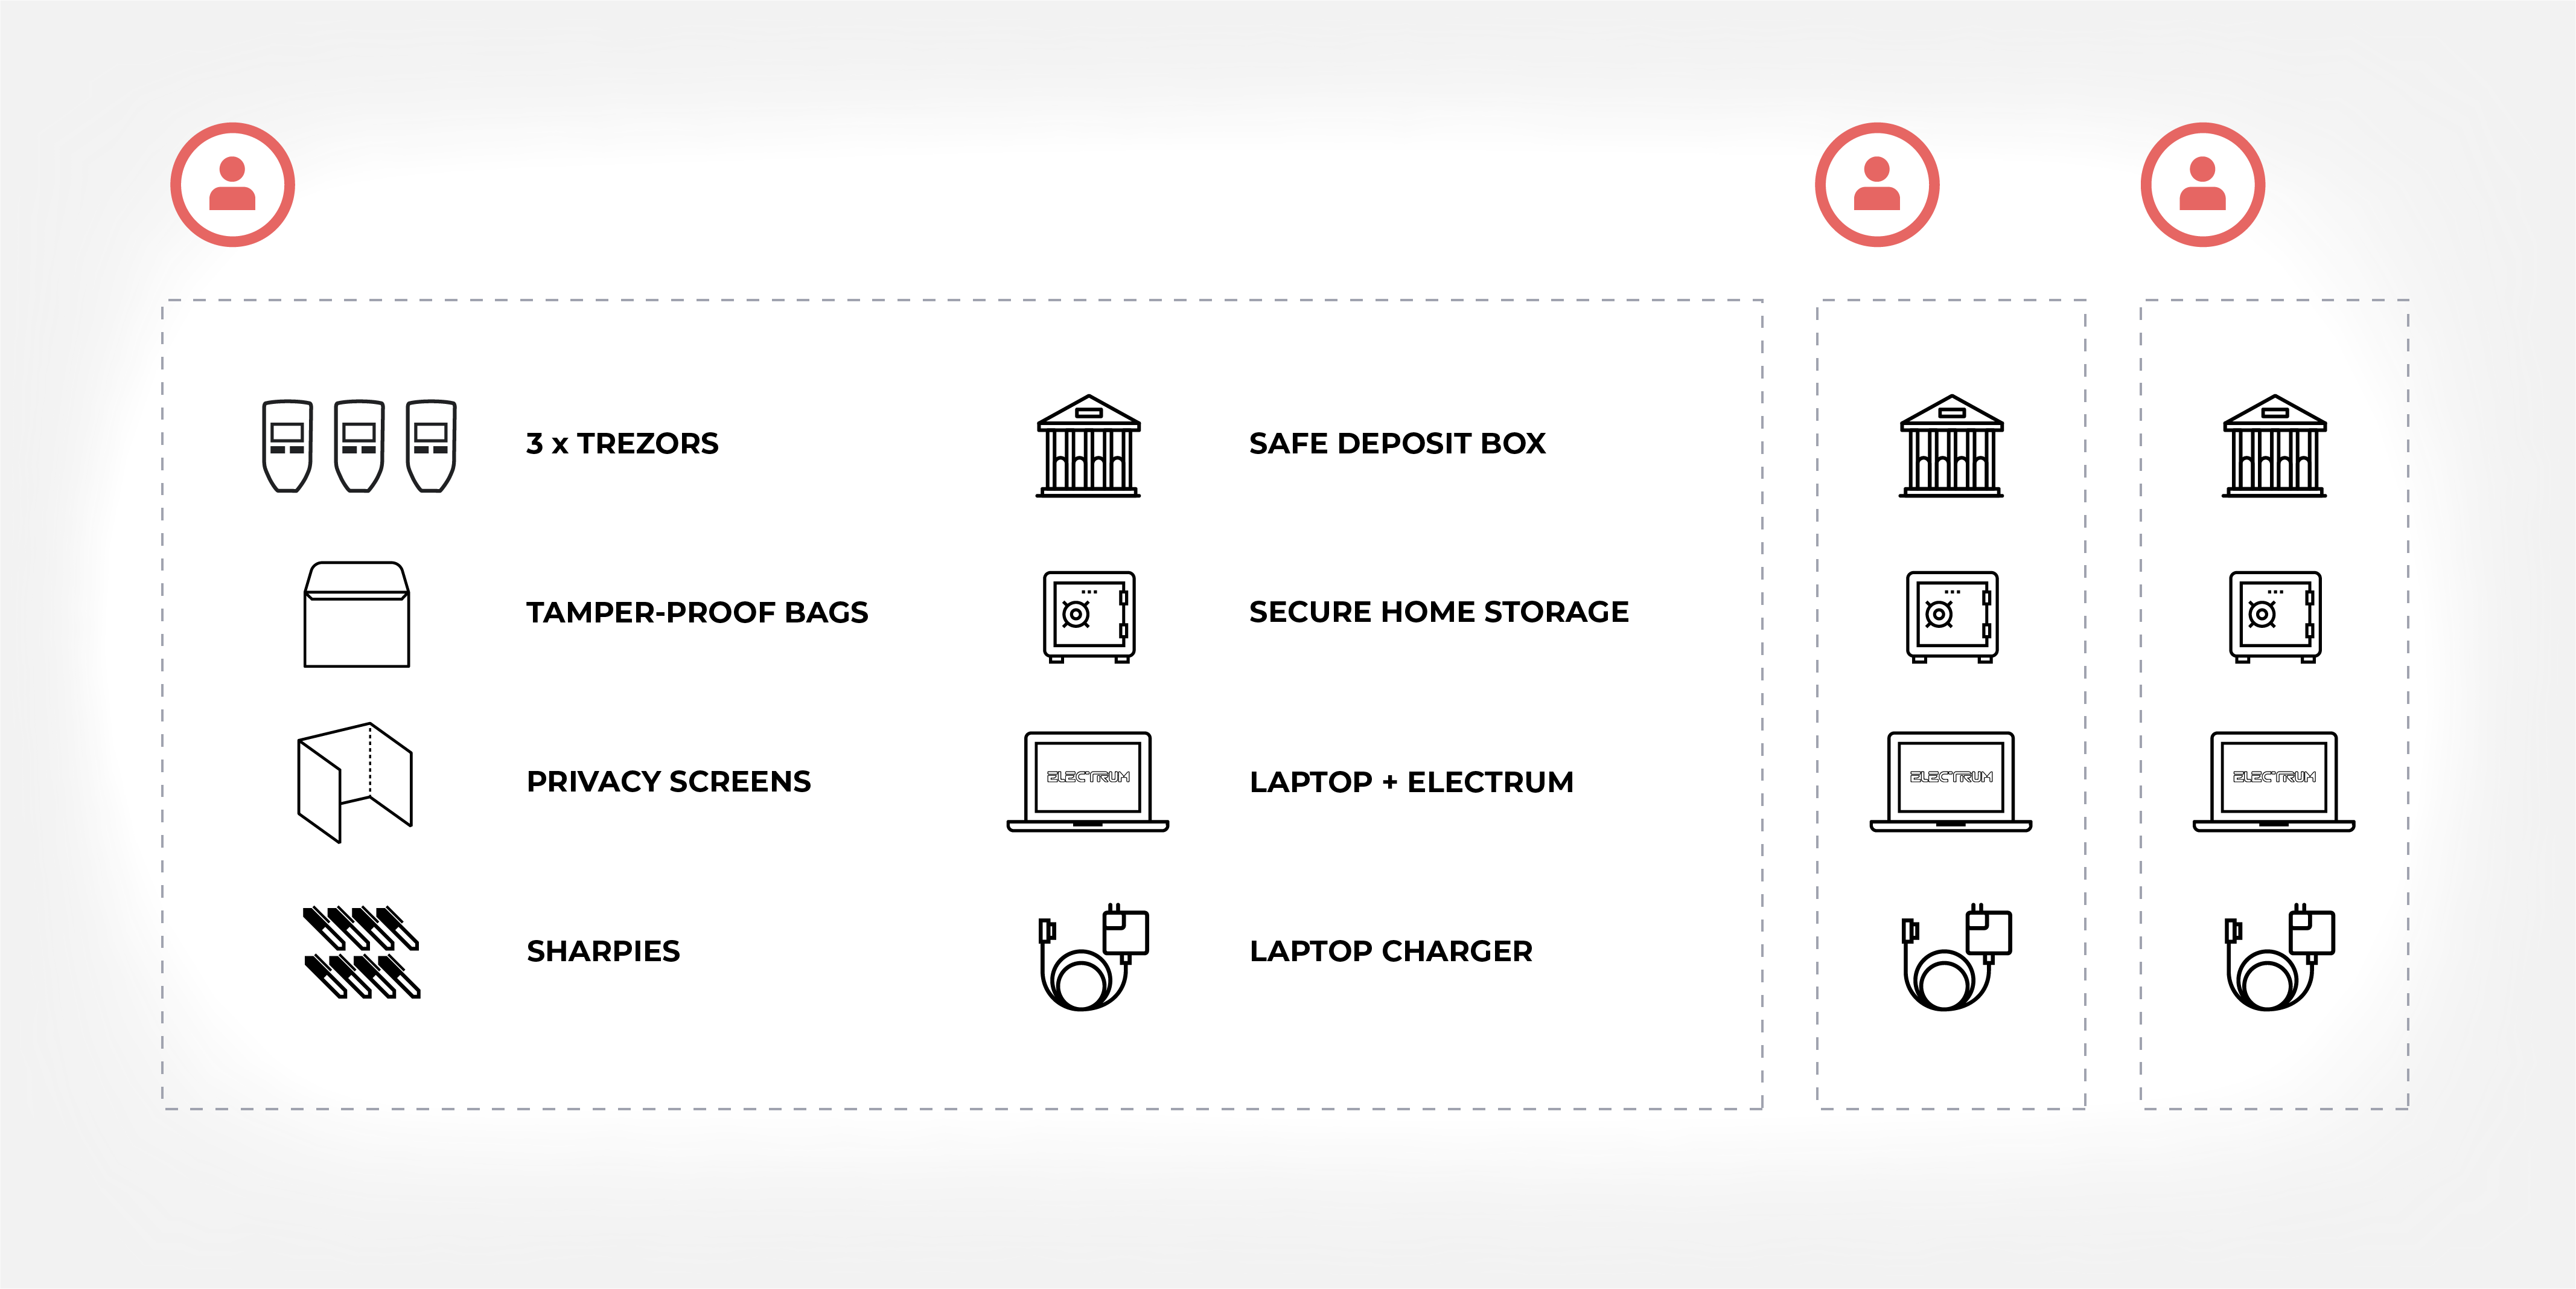 3 x TREZORS
SAFE DEPOSIT BOX
TAMPER-PROOF BAGS
SECURE HOME STORAGE
PRIVACY SCREENS
ELECTRUM
LAPTOP + ELECTRUM
ELECTRUM
ELECTRUM
SHARPIES
LAPTOP CHARGER